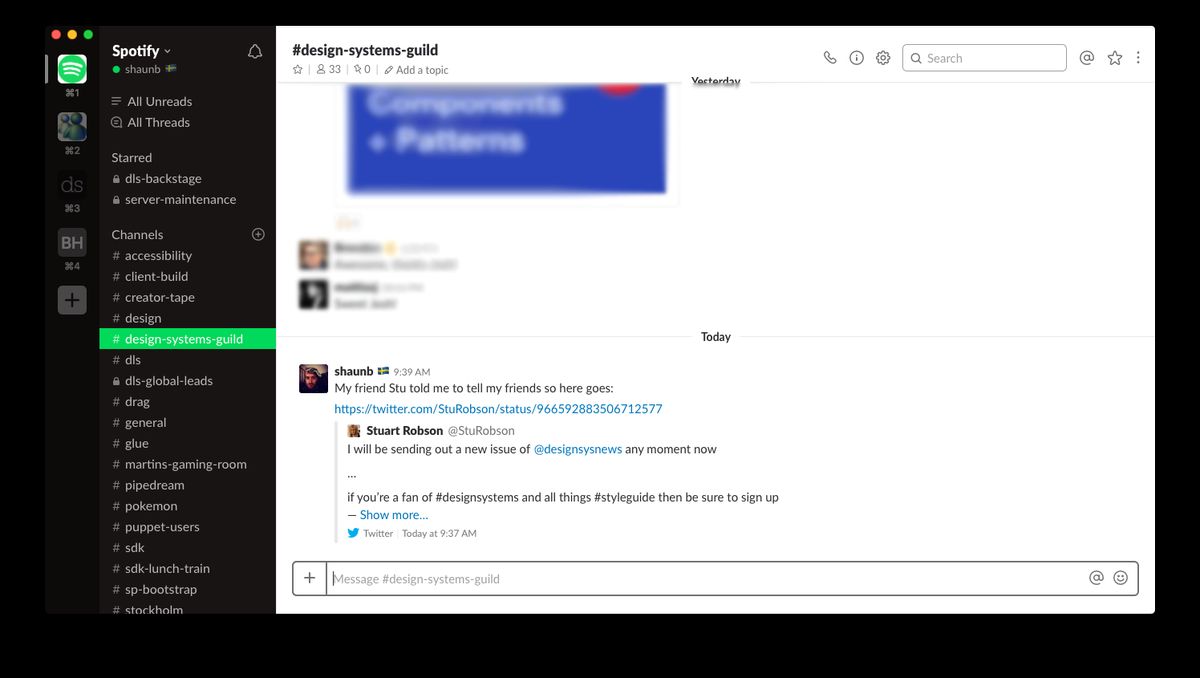 Spotify
shaunb
⌘1
⌘2
ds
⌘3
BH
⌘4
All Unreads
All Threads
Starred
dls-backstage
server-maintenance
Channels
# accessibility
# client-build
# creator-tape
# design
# design-systems-guild
# dls
dls-global-leads
# drag
# general
# glue
# martins-gaming-room
# pipedream
# pokemon
# puppet-users
# sdk
# sdk-lunch-train
# sp-bootstrap
# stockholm
#design-systems-guild
33 | 0 | Add a topic
Search
Yesterday
Components
+ Patterns
Today
shaunb 9:39 AM
My friend Stu told me to tell my friends so here goes:
https://twitter.com/StuRobson/status/966592883506712577
Stuart Robson @StuRobson
I will be sending out a new issue of @designsysnews any moment now
...
if you're a fan of #designsystems and all things #styleguide then be sure to sign up
— Show more...
Twitter Today at 9:37 AM
Message #design-systems-guild